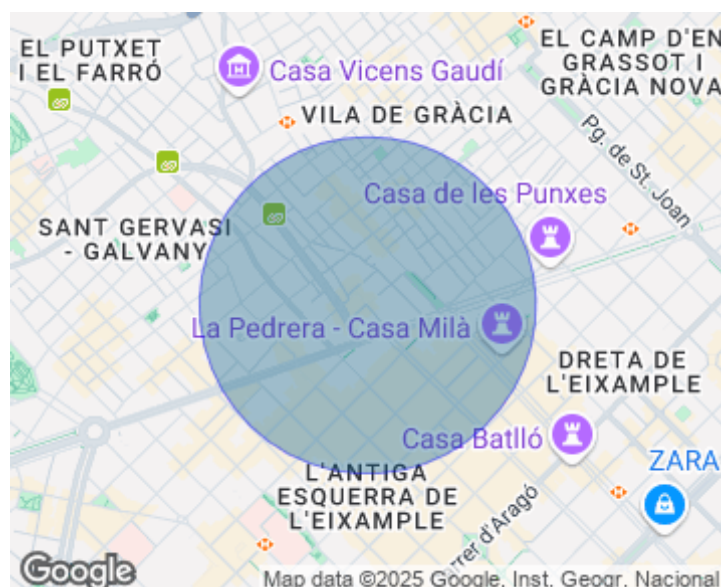 EL PUTXET
I EL FARRÓ
Casa Vicens Gaudí
EL CAMP D'EN
GRASSOT I
GRÀCIA NOVA
VILA DE GRÀCIA
Pg. de St. Joan
Casa de les Punxes
SANT GERVASI
- GALVANY
La Pedrera - Casa Milà
DRETA DE
L'EIXAMPLE
Casa Batlló
L'ANTIGA
ESQUERRA DE
L'EIXAMPLE
ZARA
rrer d'Aragó
Google
Map data ©2025 Google, Inst. Geogr. Nacional